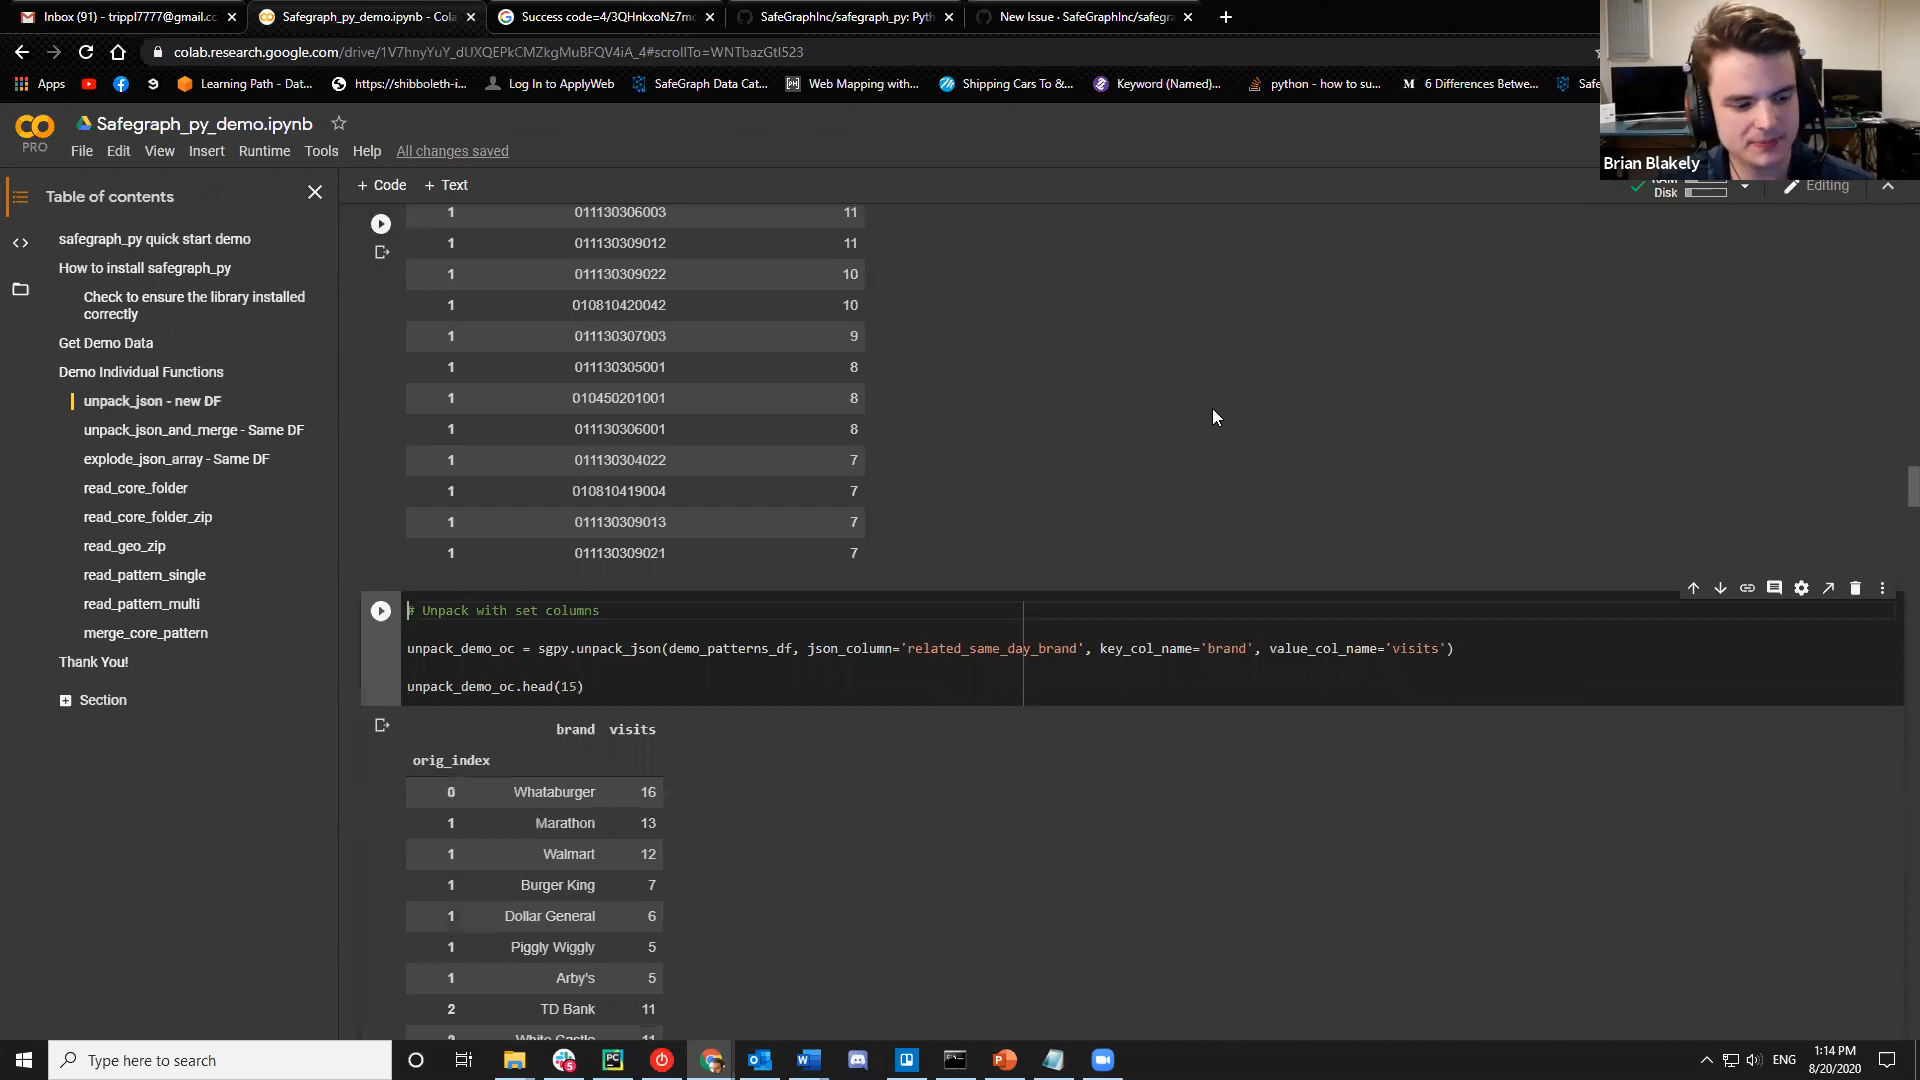 Inbox (91) - trippl7777@gmail.cc
Safegraph_py_demo.ipynb - Cola
Success code=4/3QHnkxoNz7mc
SafeGraphInc/safegraph_py: Pyth
New Issue · SafeGraphInc/safegra
colab.research.google.com/drive/1V7hnyYuY_dUXQEPkCMZkgMuBFQV4iA_4#scrollTo=WNTbazGtI523
Apps
Learning Path - Dat...
https://shibboleth-i...
Log In to ApplyWeb
SafeGraph Data Cat...
Web Mapping with...
Shipping Cars To &...
Keyword (Named)...
python - how to su...
6 Differences Betwe...
Safe
Brian Blakely
CO
PRO
Safegraph_py_demo.ipynb
File Edit View Insert Runtime Tools Help All changes saved
+ Code + Text
RAM
Disk
Editing
Table of contents
safegraph_py quick start demo
How to install safegraph_py
Check to ensure the library installed
correctly
Get Demo Data
Demo Individual Functions
unpack_json - new DF
unpack_json_and_merge - Same DF
explode_json_array - Same DF
read_core_folder
read_core_folder_zip
read_geo_zip
read_pattern_single
read_pattern_multi
merge_core_pattern
Thank You!
Section
1 011130306003 11
1 011130309012 11
1 011130309022 10
1 010810420042 10
1 011130307003 9
1 011130305001 8
1 010450201001 8
1 011130306001 8
1 011130304022 7
1 010810419004 7
1 011130309013 7
1 011130309021 7
# Unpack with set columns
unpack_demo_oc = sgpy.unpack_json(demo_patterns_df, json_column='related_same_day_brand', key_col_name='brand', value_col_name='visits')
unpack_demo_oc.head(15)
brand visits
orig_index
0 Whataburger 16
1 Marathon 13
1 Walmart 12
1 Burger King 7
1 Dollar General 6
1 Piggly Wiggly 5
1 Arby's 5
2 TD Bank 11
2 White Castle 11
Type here to search
ENG
1:14 PM
8/20/2020